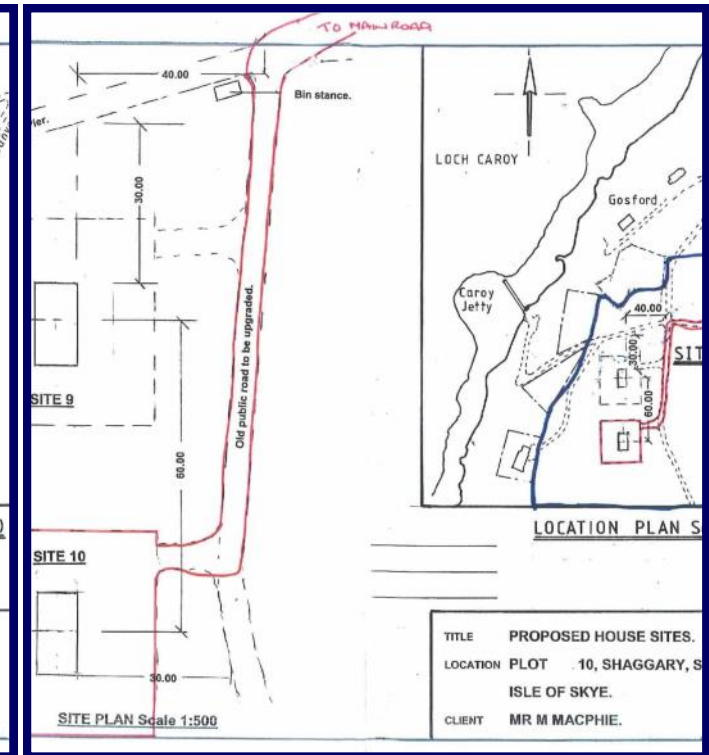 TO MAIN ROAD
40.00
Bin stance.
30.00
Old public road to be upgraded.
SITE 9
60.00
SITE 10
30.00
SITE PLAN Scale 1:500
LOCH CAROY
Gosford
Caroy
Jetty
40.00
30.00
60.00
SIT
LOCATION PLAN S
TITLE PROPOSED HOUSE SITES.
LOCATION PLOT 10, SHAGGARY, S
ISLE OF SKYE.
CLIENT MR M MACPHIE.